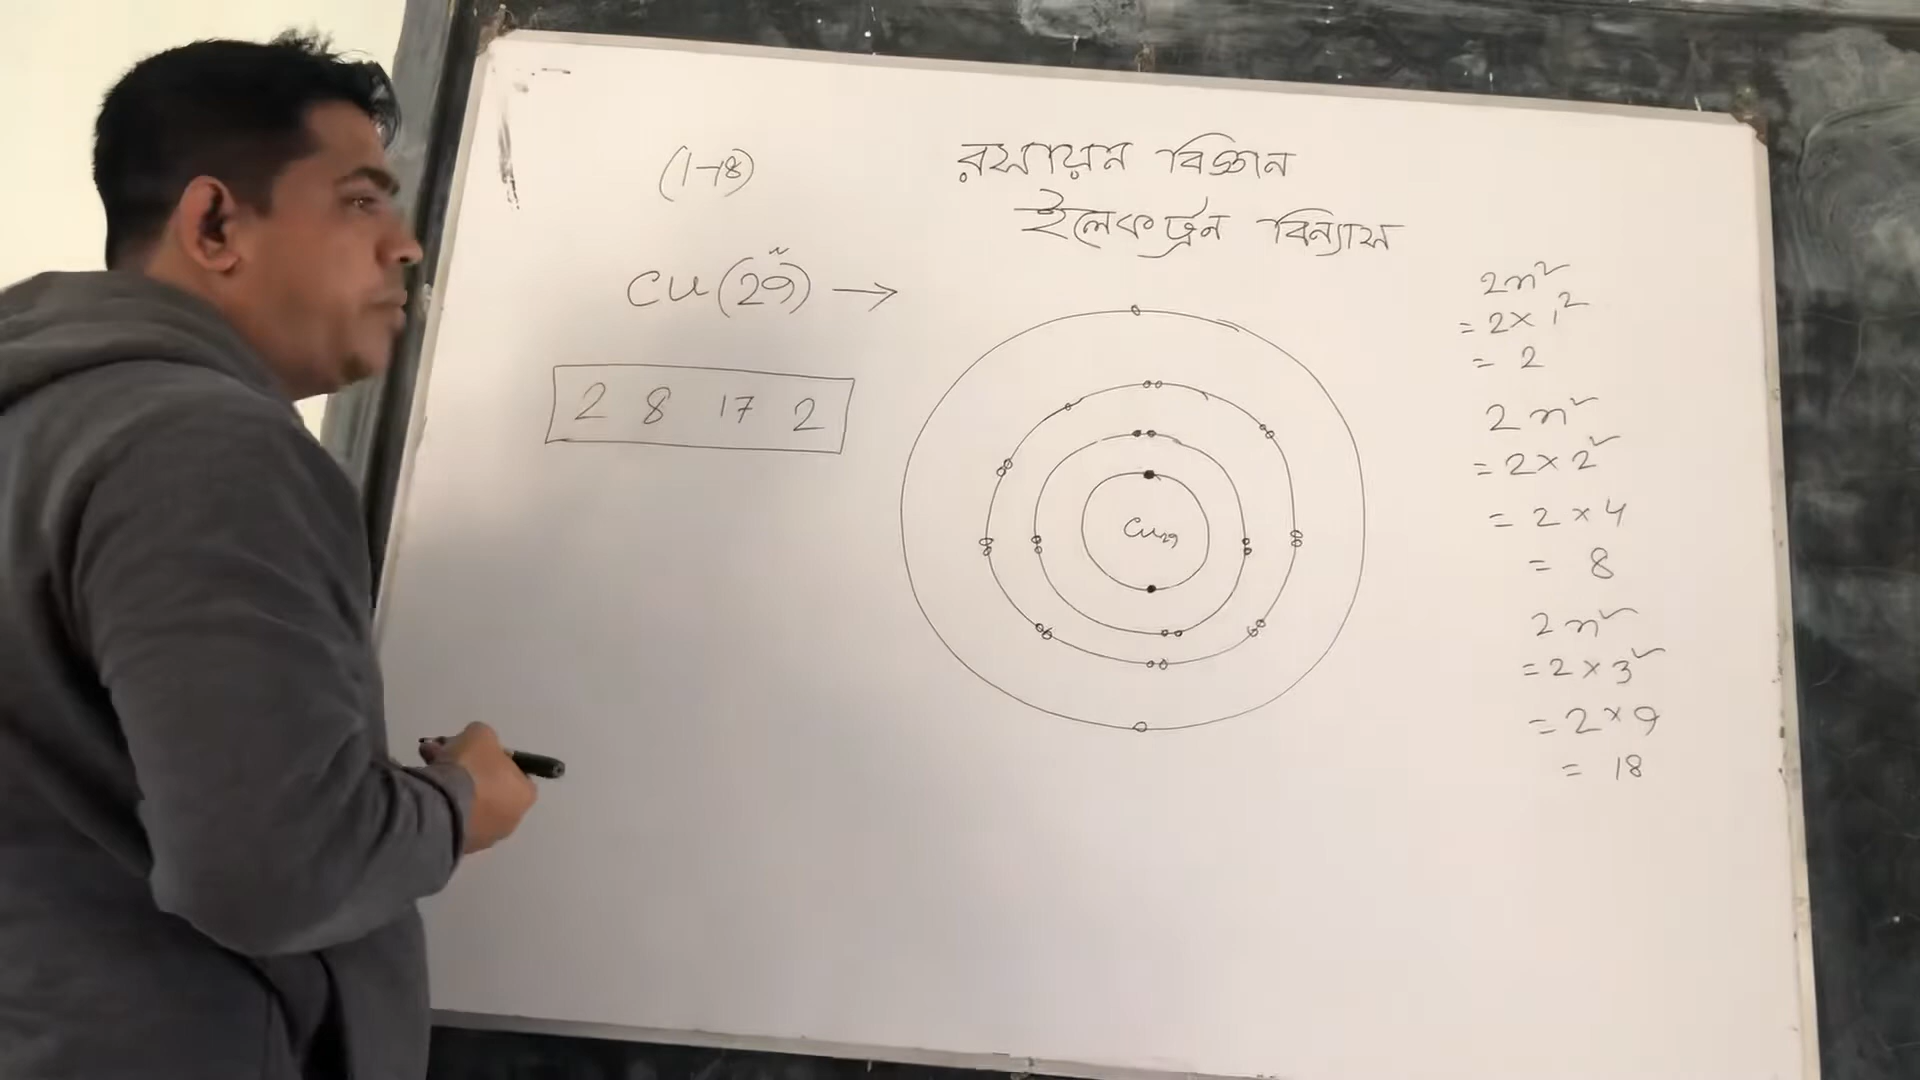 (1-18)
রসায়ন বিজ্ঞান
ইলেকট্রন বিন্যাস
Cu(29) →
2 8 17 2
Cu29
2n²
= 2 × 1²
= 2
2n²
= 2 × 2²
= 2 × 4
= 8
2n²
= 2 × 3²
= 2 × 9
= 18